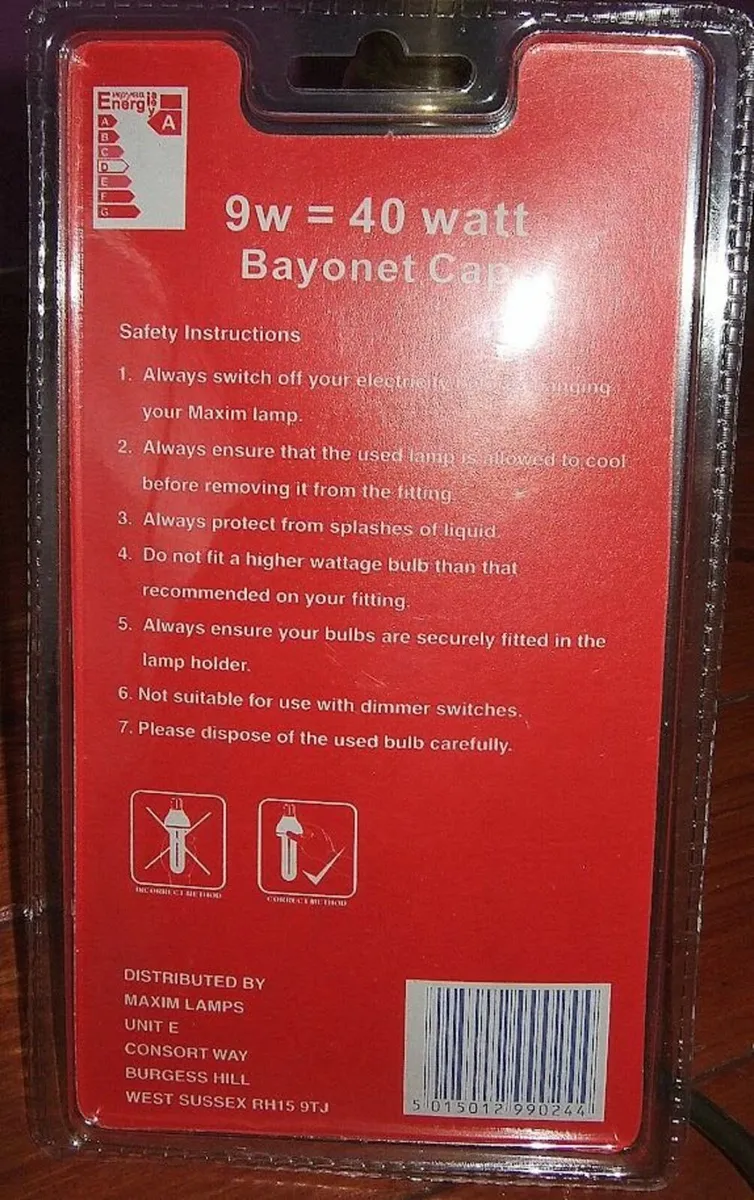 Energ
A
A
B
C
D
E
F
G
9w = 40 watt
Bayonet Cap
Safety Instructions
1. Always switch off your electricity changing
your Maxim lamp.
2. Always ensure that the used lamp is allowed to cool
before removing it from the fitting.
3. Always protect from splashes of liquid.
4. Do not fit a higher wattage bulb than that
recommended on your fitting.
5. Always ensure your bulbs are securely fitted in the
lamp holder.
6. Not suitable for use with dimmer switches.
7. Please dispose of the used bulb carefully.
INCORRECT METHOD
CORRECT METHOD
DISTRIBUTED BY
MAXIM LAMPS
UNIT E
CONSORT WAY
BURGESS HILL
WEST SUSSEX RH15 9TJ
5 015012 990244